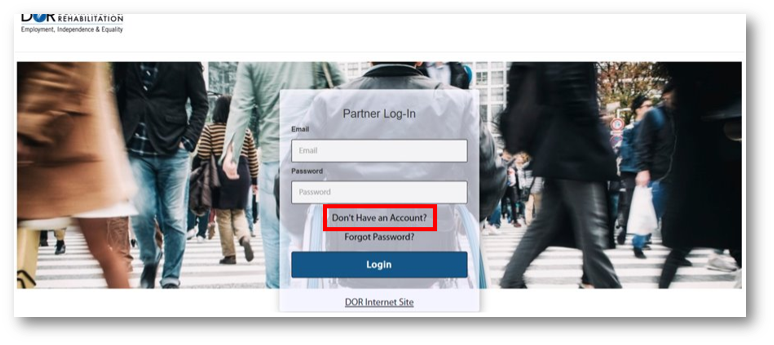 DOR REHABILITATION
Employment, Independence & Equality
Partner Log-In
Email
Email
Password
Password
Don't Have an Account?
Forgot Password?
Login
DOR Internet Site